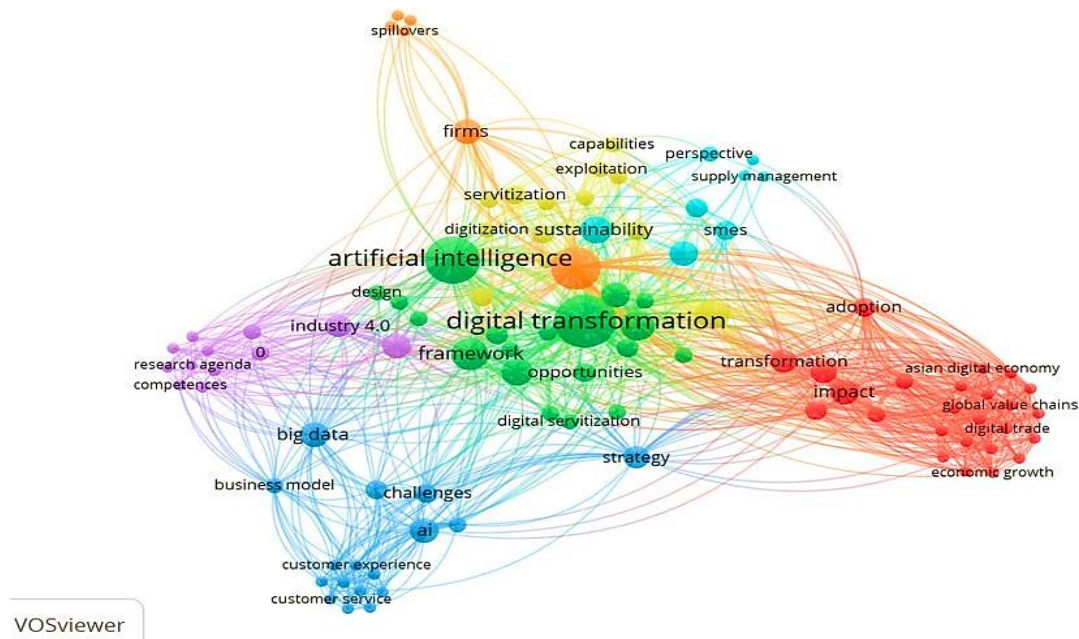 spillovers
firms
capabilities
perspective
exploitation
supply management
servitization
digitization
sustainability
smes
artificial intelligence
design
adoption
industry 4.0
digital transformation
0
framework
research agenda
transformation
asian digital economy
opportunities
competences
impact
global value chains
digital servitization
digital trade
big data
strategy
economic growth
business model
challenges
ai
customer experience
customer service
VOSviewer